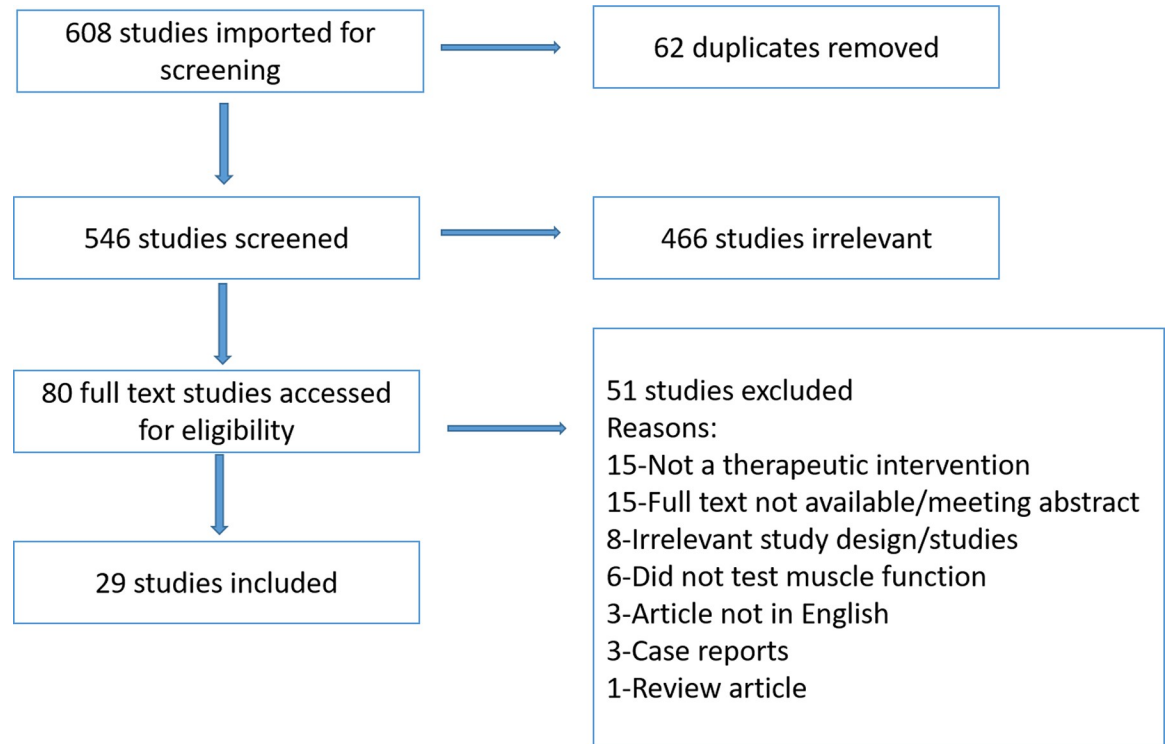 608 studies imported for
screening
62 duplicates removed
546 studies screened
466 studies irrelevant
80 full text studies accessed
for eligibility
51 studies excluded
Reasons:
15-Not a therapeutic intervention
15-Full text not available/meeting abstract
8-Irrelevant study design/studies
6-Did not test muscle function
3-Article not in English
3-Case reports
1-Review article
29 studies included